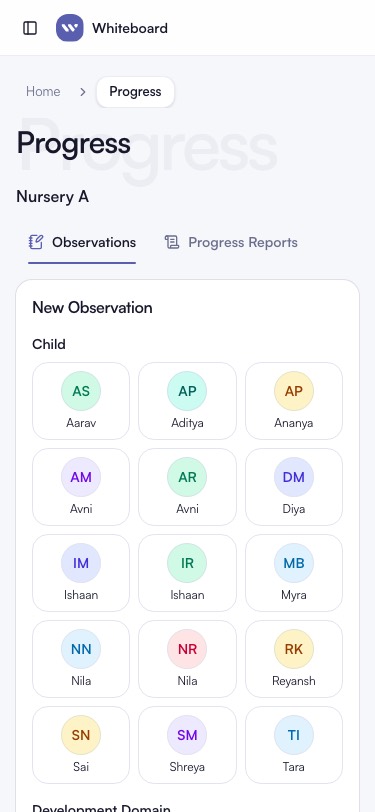 Whiteboard
Home > Progress
Progress
Progress
Nursery A
Observations Progress Reports
New Observation
Child
AS AP AP
Aarav Aditya Ananya
AM AR DM
Avni Avni Diya
IM IR MB
Ishaan Ishaan Myra
NN NR RK
Nila Nila Reyansh
SN SM TI
Sai Shreya Tara
Development Domain